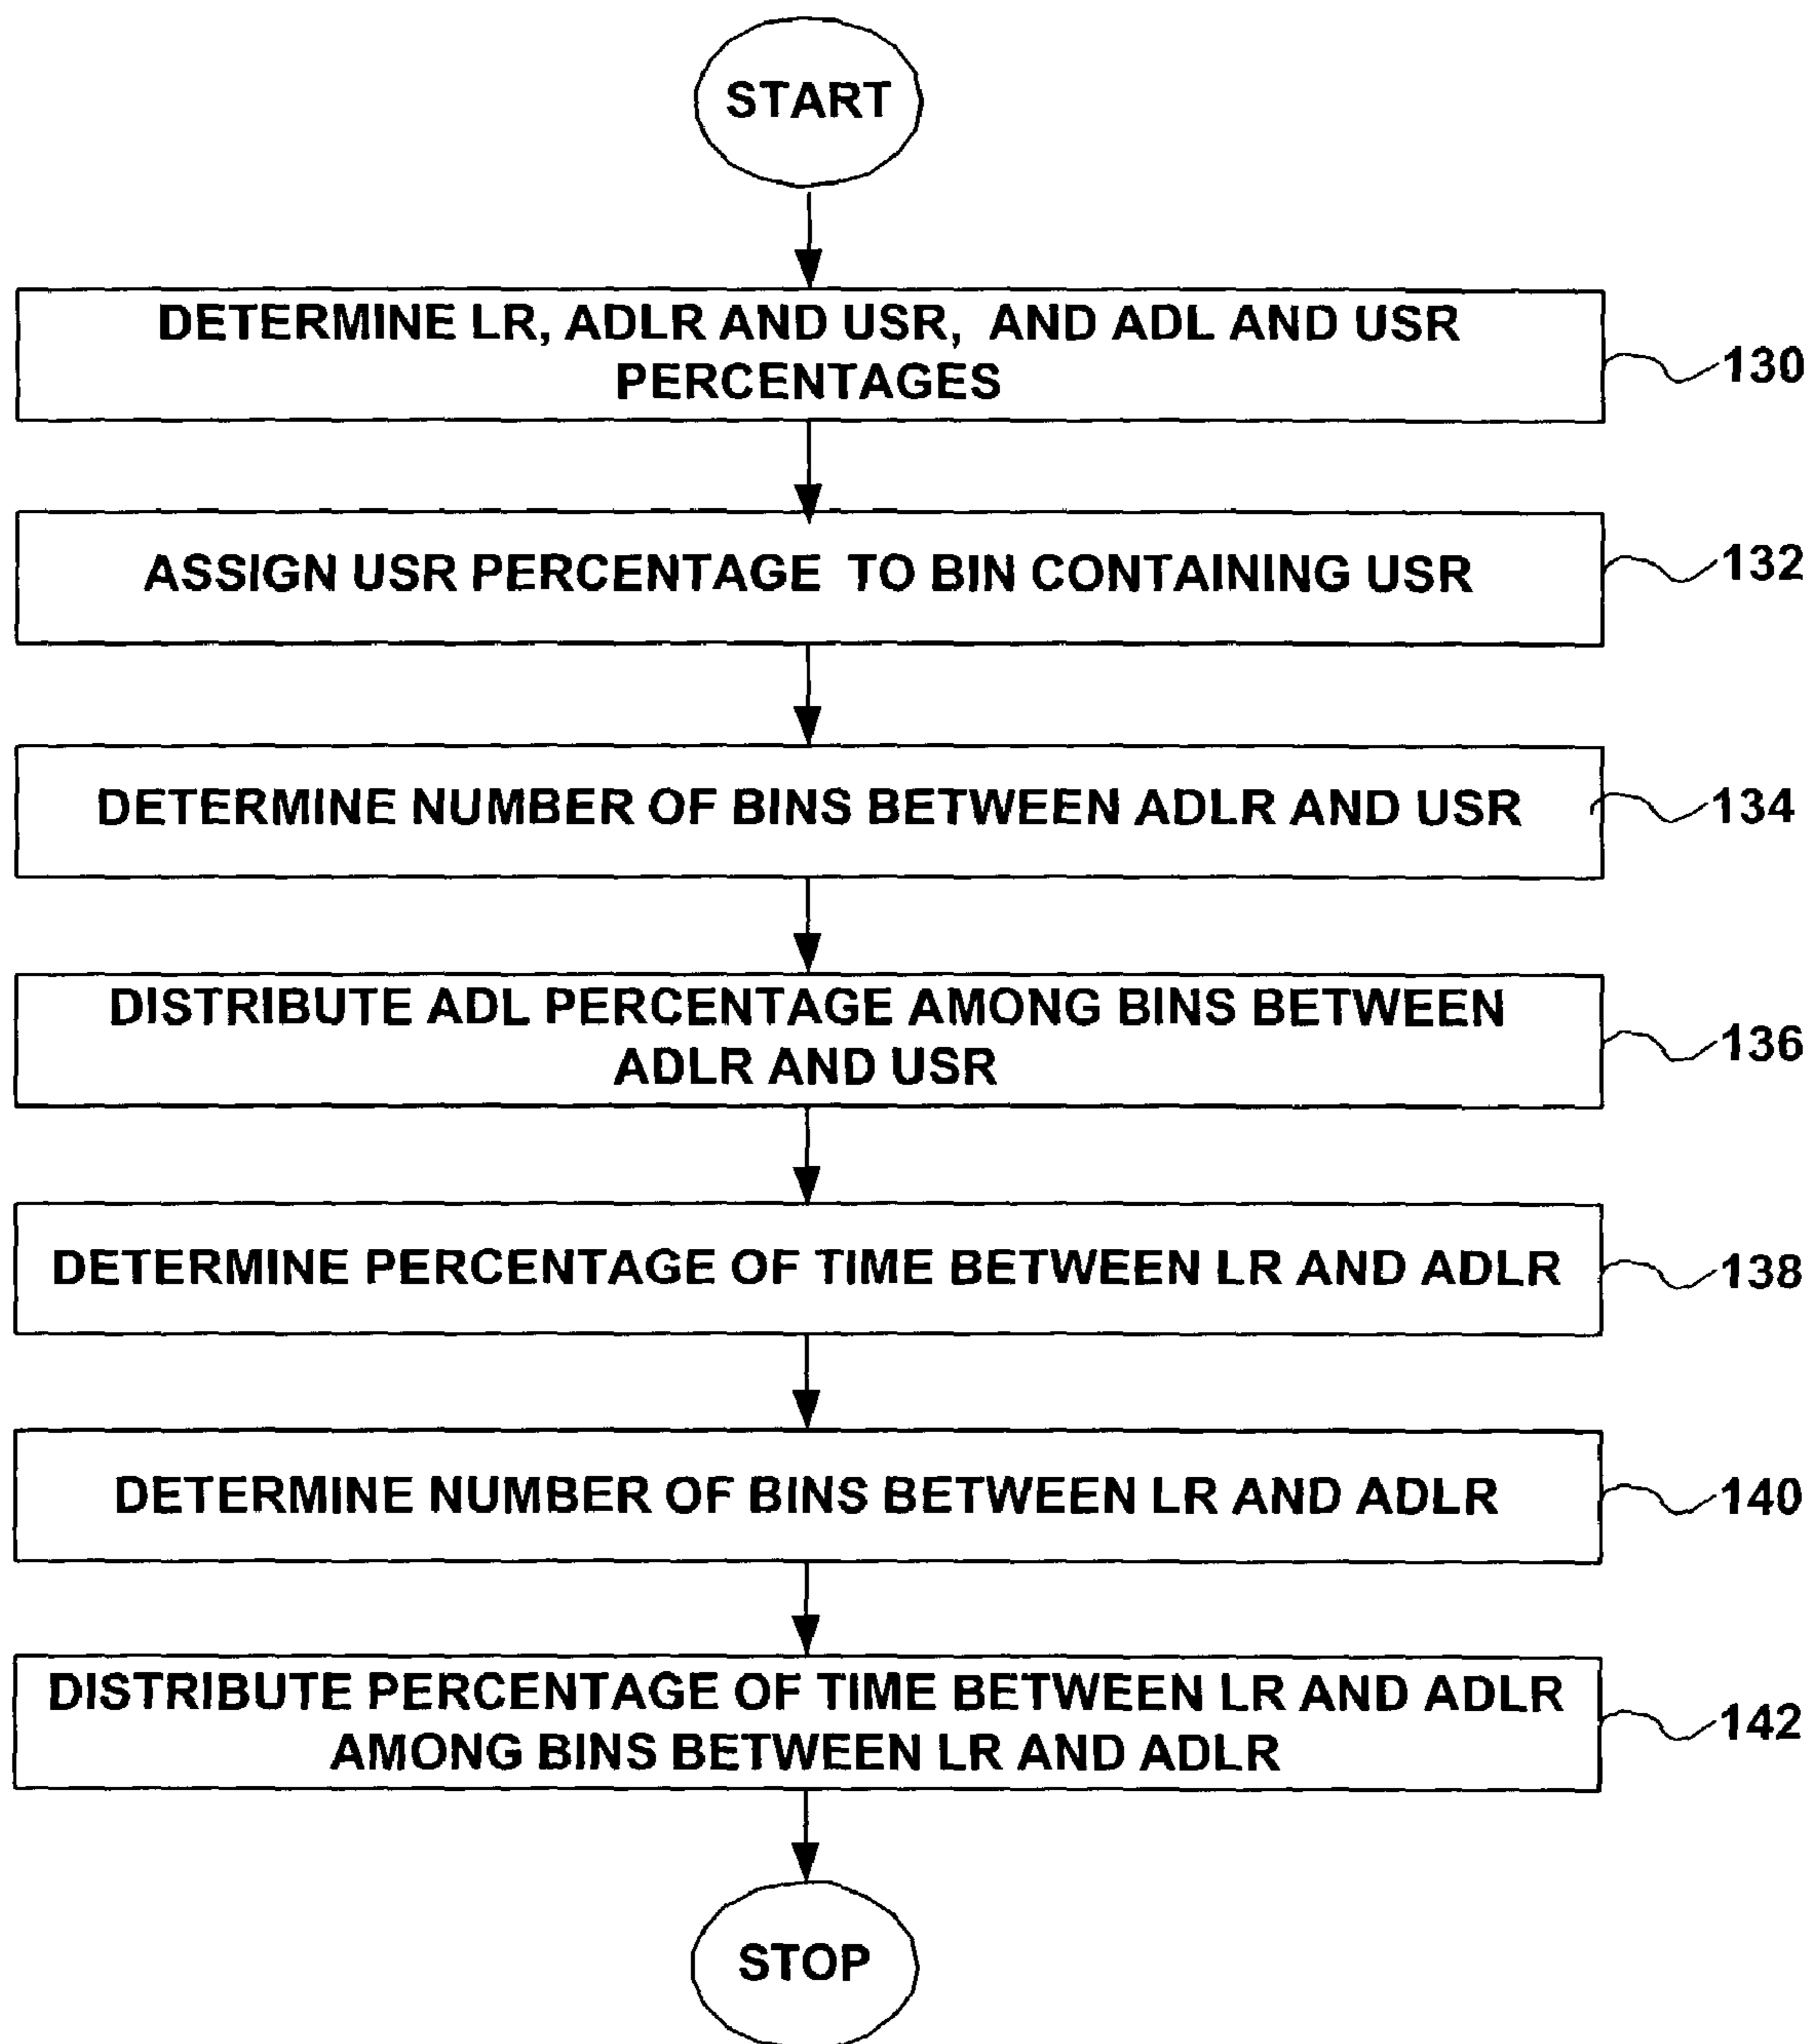 START
DETERMINE LR, ADLR AND USR, AND ADL AND USR
PERCENTAGES
130
ASSIGN USR PERCENTAGE TO BIN CONTAINING USR
132
DETERMINE NUMBER OF BINS BETWEEN ADLR AND USR
134
DISTRIBUTE ADL PERCENTAGE AMONG BINS BETWEEN
ADLR AND USR
136
DETERMINE PERCENTAGE OF TIME BETWEEN LR AND ADLR
138
DETERMINE NUMBER OF BINS BETWEEN LR AND ADLR
140
DISTRIBUTE PERCENTAGE OF TIME BETWEEN LR AND ADLR
AMONG BINS BETWEEN LR AND ADLR
142
STOP